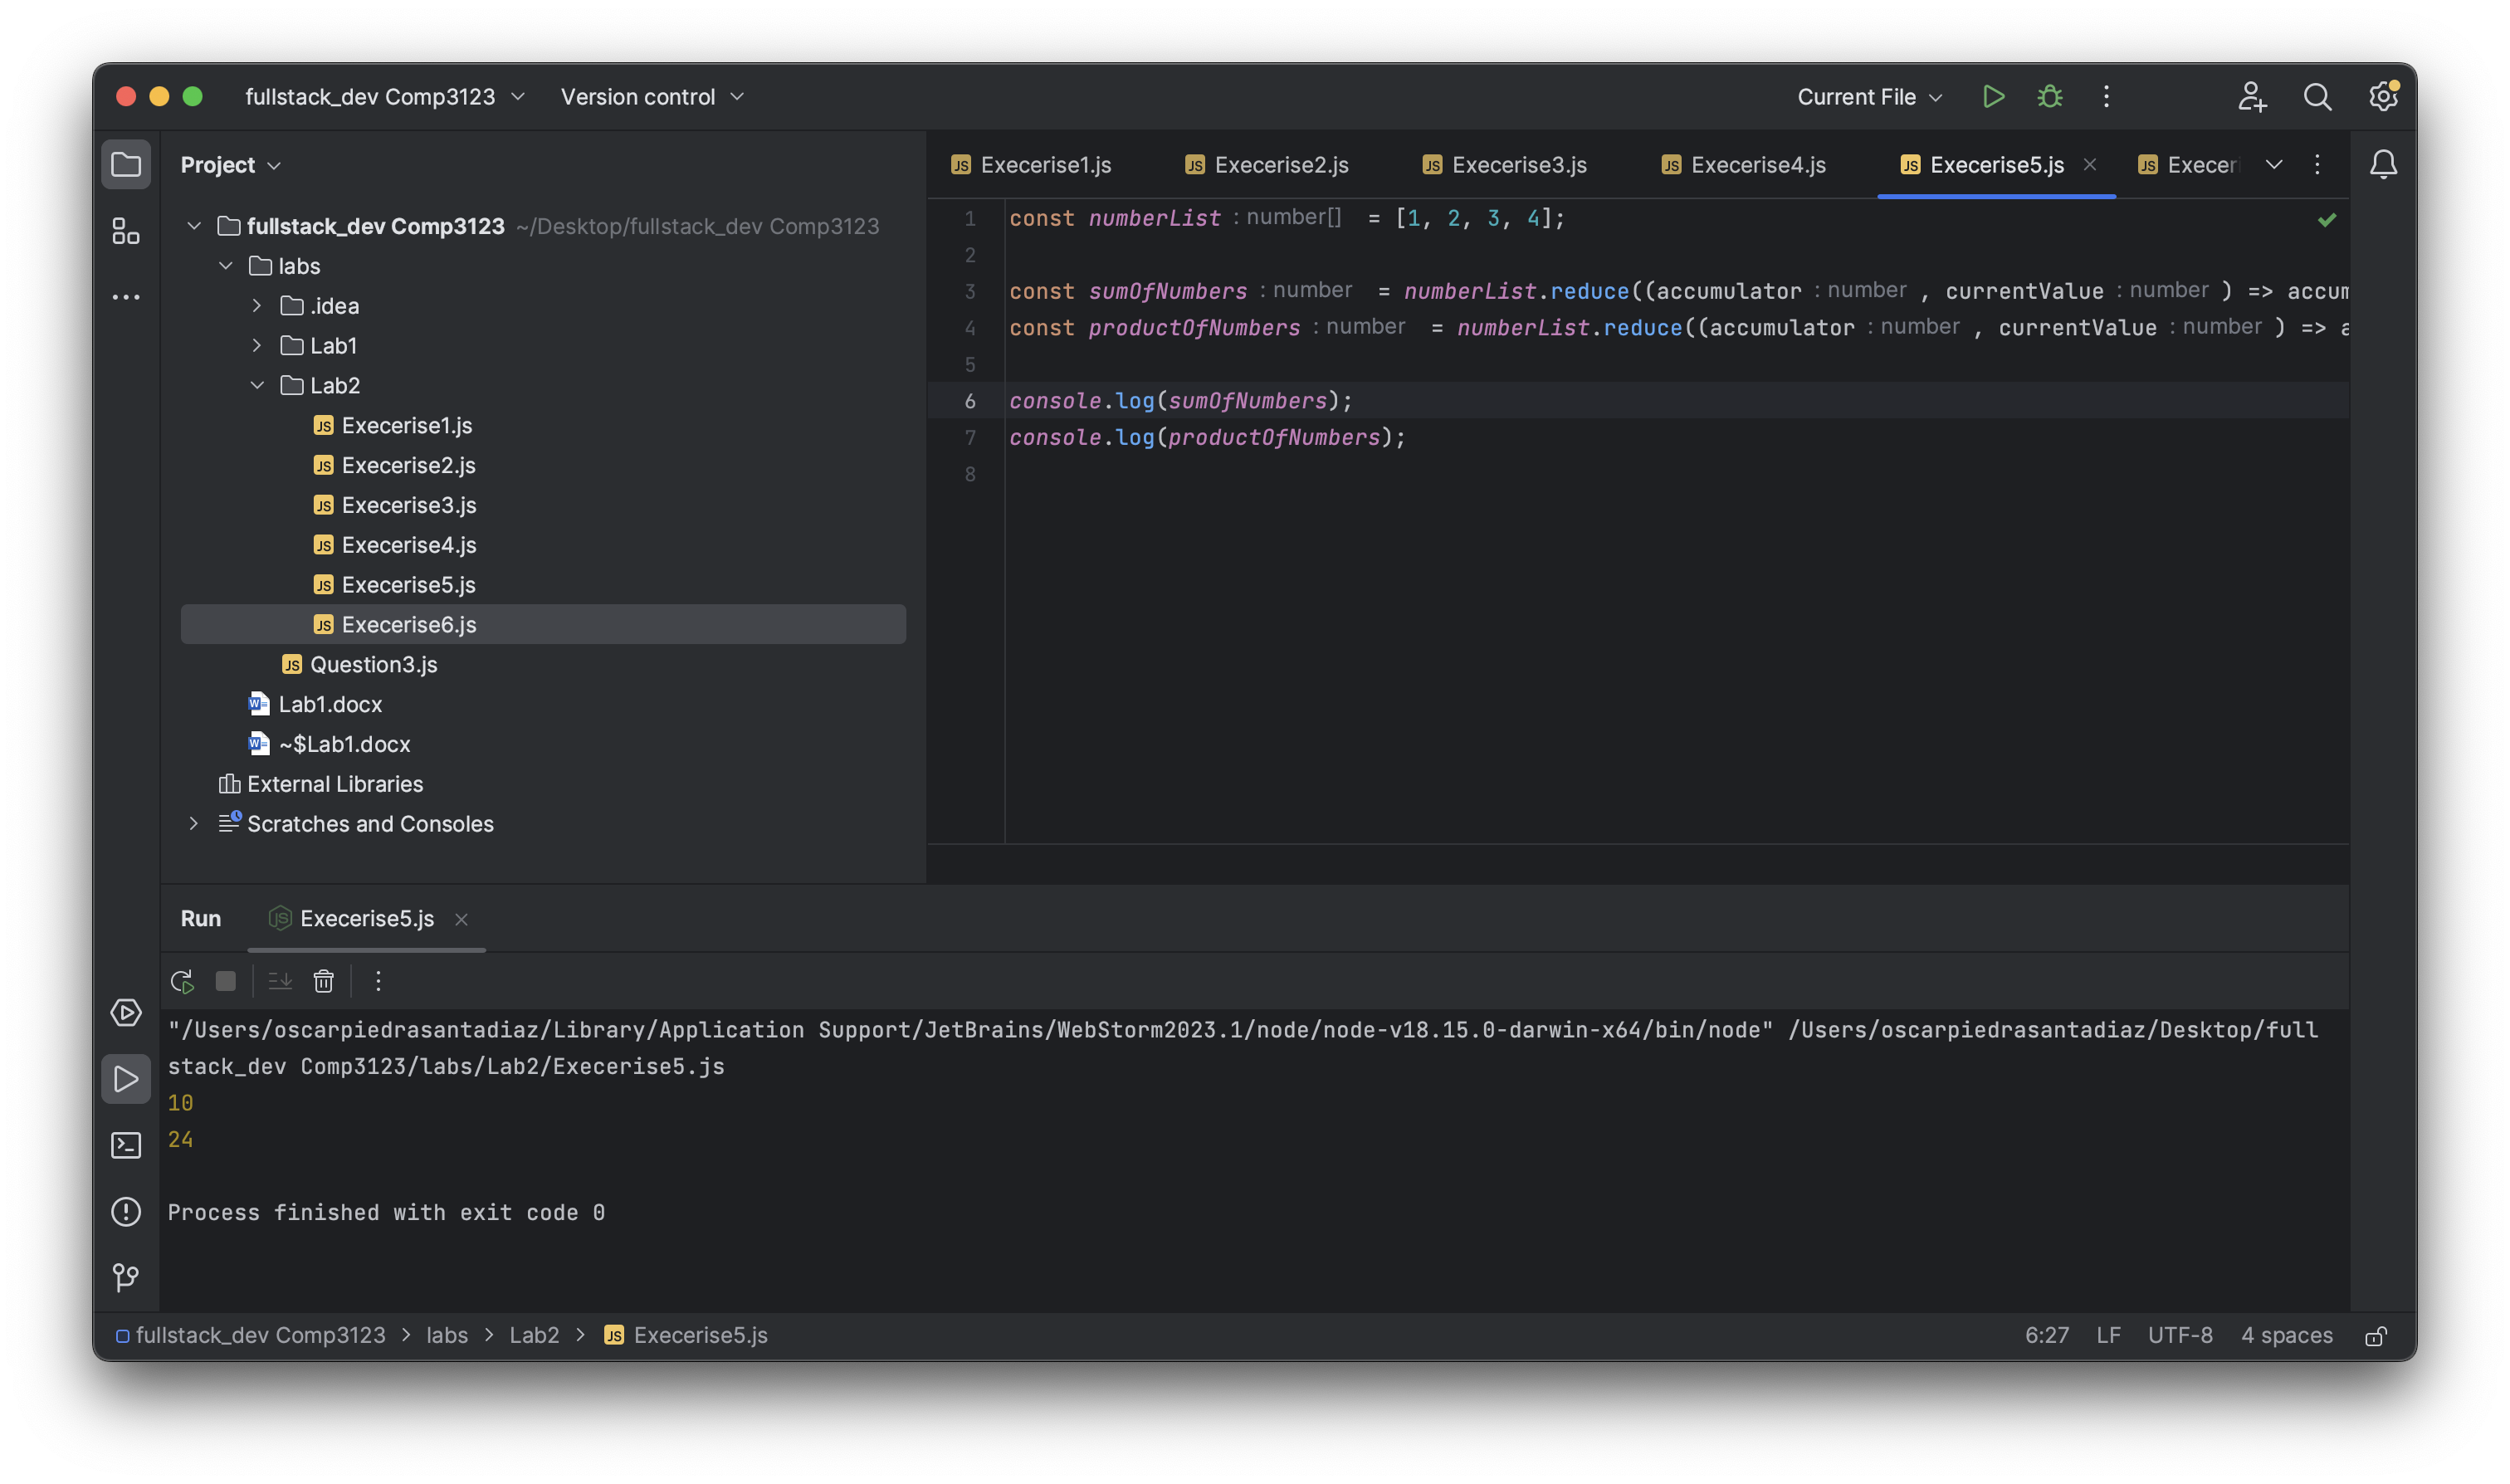 fullstack_dev Comp3123 Version control Current File
Project
Execerise1.js Execerise2.js Execerise3.js Execerise4.js Execerise5.js Execeri
fullstack_dev Comp3123 ~/Desktop/fullstack_dev Comp3123
labs
.idea
Lab1
Lab2
Execerise1.js
Execerise2.js
Execerise3.js
Execerise4.js
Execerise5.js
Execerise6.js
Question3.js
Lab1.docx
~$Lab1.docx
External Libraries
Scratches and Consoles
1 const numberList : number[] = [1, 2, 3, 4];
2
3 const sumOfNumbers : number = numberList.reduce((accumulator : number , currentValue : number ) => accum
4 const productOfNumbers : number = numberList.reduce((accumulator : number , currentValue : number ) => a
5
6 console.log(sumOfNumbers);
7 console.log(productOfNumbers);
8
Run Execerise5.js
"/Users/oscarpiedrasantadiaz/Library/Application Support/JetBrains/WebStorm2023.1/node/node-v18.15.0-darwin-x64/bin/node" /Users/oscarpiedrasantadiaz/Desktop/full
stack_dev Comp3123/labs/Lab2/Execerise5.js
10
24
Process finished with exit code 0
fullstack_dev Comp3123 > labs > Lab2 > Execerise5.js 6:27 LF UTF-8 4 spaces